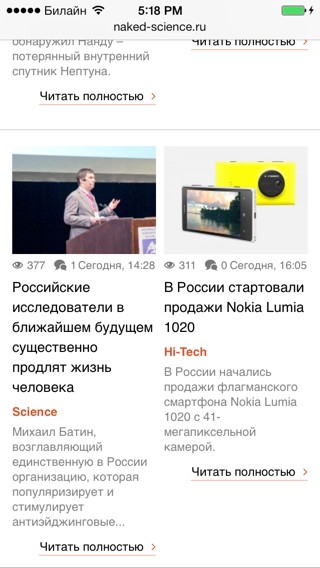 Билайн 5:18 PM
naked-science.ru
обнаружил Нанду –
потерянный внутренний
спутник Нептуна.
Читать полностью
Читать полностью
377 1 Сегодня, 14:28
Российские
исследователи в
ближайшем будущем
существенно
продлят жизнь
человека
Science
Михаил Батин,
возглавляющий
единственную в России
организацию, которая
популяризирует и
стимулирует
антиэйджинговые...
Читать полностью
311 0 Сегодня, 16:05
В России стартовали
продажи Nokia Lumia
1020
Hi-Tech
В России начались
продажи флагманского
смартфона Nokia Lumia
1020 с 41-
мегапиксельной
камерой.
Читать полностью